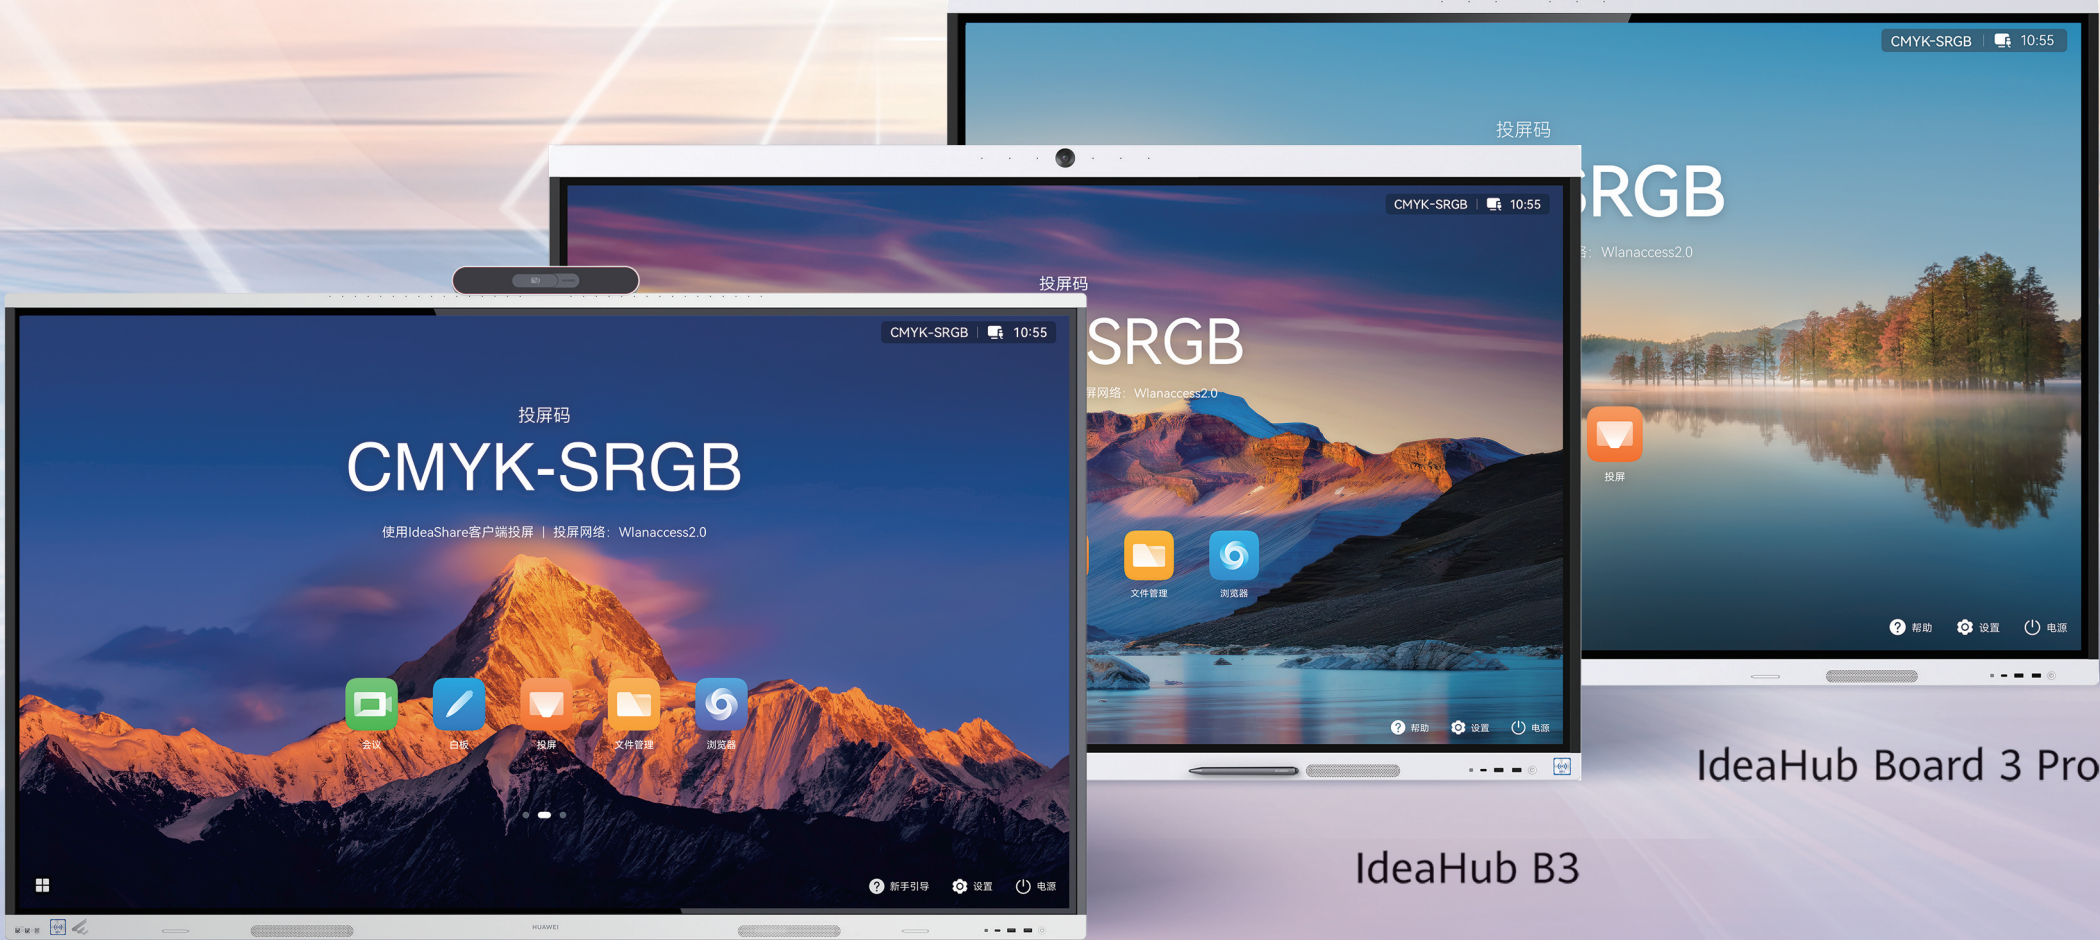 CMYK-SRGB 10:55
投屏码
SRGB
络：Wlanaccess2.0
投屏
帮助 设置 电源
IdeaHub Board 3 Pro
CMYK-SRGB 10:55
投屏码
SRGB
屏网络：Wlanaccess2.0
文件管理 浏览器
帮助 设置 电源
IdeaHub B3
CMYK-SRGB 10:55
投屏码
CMYK-SRGB
使用IdeaShare客户端投屏 | 投屏网络：Wlanaccess2.0
会议 白板 投屏 文件管理 浏览器
新手引导 设置 电源
HUAWEI